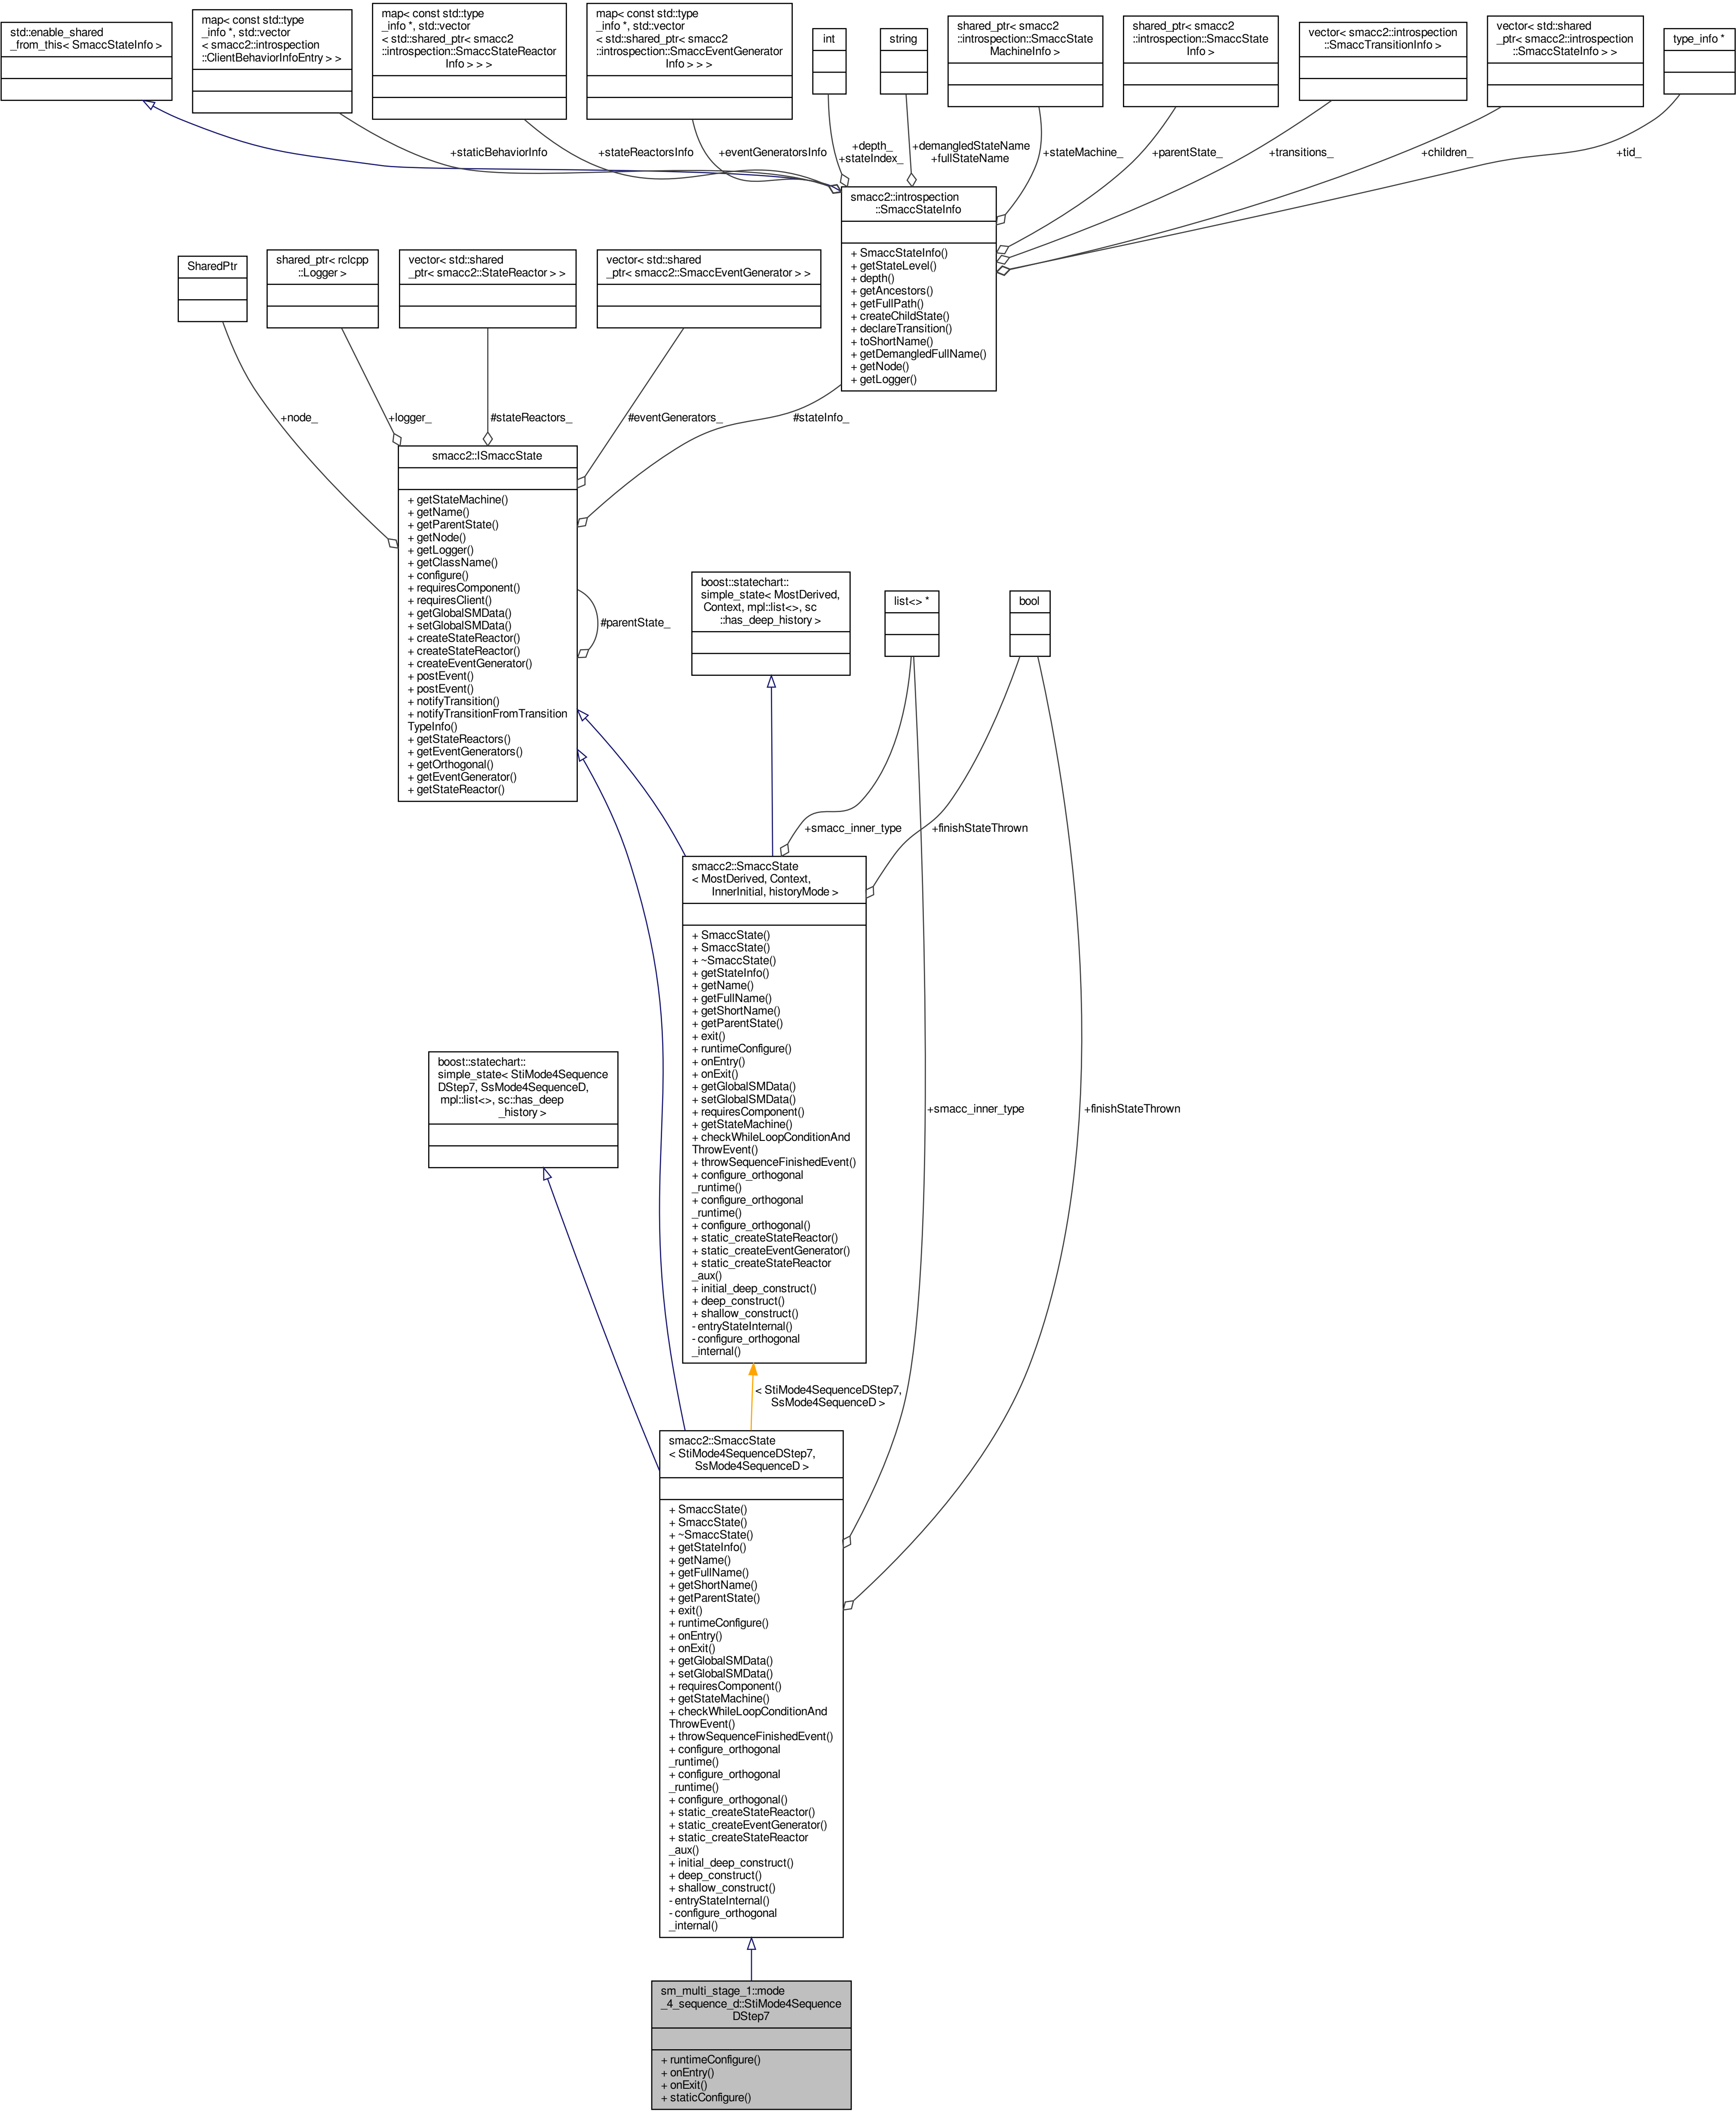 std::enable_shared
_from_this< SmaccStateInfo >
map< const std::type
_info *, std::vector
< smacc2::introspection
::ClientBehaviorInfoEntry > >
map< const std::type
_info *, std::vector
< std::shared_ptr< smacc2
::introspection::SmaccStateReactor
Info > > >
map< const std::type
_info *, std::vector
< std::shared_ptr< smacc2
::introspection::SmaccEventGenerator
Info > > >
int
string
shared_ptr< smacc2
::introspection::SmaccState
MachineInfo >
shared_ptr< smacc2
::introspection::SmaccState
Info >
vector< smacc2::introspection
::SmaccTransitionInfo >
vector< std::shared
_ptr< smacc2::introspection
::SmaccStateInfo > >
type_info *
+staticBehaviorInfo
+stateReactorsInfo
+eventGeneratorsInfo
+depth_
+stateIndex_
+demangledStateName
+fullStateName
+stateMachine_
+parentState_
+transitions_
+children_
+tid_
smacc2::introspection
::SmaccStateInfo
+ SmaccStateInfo()
+ getStateLevel()
+ depth()
+ getAncestors()
+ getFullPath()
+ createChildState()
+ declareTransition()
+ toShortName()
+ getDemangledFullName()
+ getNode()
+ getLogger()
SharedPtr
shared_ptr< rclcpp
::Logger >
vector< std::shared
_ptr< smacc2::StateReactor > >
vector< std::shared
_ptr< smacc2::SmaccEventGenerator > >
+node_
+logger_
#stateReactors_
#eventGenerators_
#stateInfo_
smacc2::ISmaccState
+ getStateMachine()
+ getName()
+ getParentState()
+ getNode()
+ getLogger()
+ getClassName()
+ configure()
+ requiresComponent()
+ requiresClient()
+ getGlobalSMData()
+ setGlobalSMData()
+ createStateReactor()
+ createStateReactor()
+ createEventGenerator()
+ postEvent()
+ postEvent()
+ notifyTransition()
+ notifyTransitionFromTransition
TypeInfo()
+ getStateReactors()
+ getEventGenerators()
+ getOrthogonal()
+ getEventGenerator()
+ getStateReactor()
#parentState_
boost::statechart::
simple_state< MostDerived,
Context, mpl::list<>, sc
::has_deep_history >
list<> *
bool
+smacc_inner_type
+finishStateThrown
smacc2::SmaccState
< MostDerived, Context,
InnerInitial, historyMode >
+ SmaccState()
+ SmaccState()
+ ~SmaccState()
+ getStateInfo()
+ getName()
+ getFullName()
+ getShortName()
+ getParentState()
+ exit()
+ runtimeConfigure()
+ onEntry()
+ onExit()
+ getGlobalSMData()
+ setGlobalSMData()
+ requiresComponent()
+ getStateMachine()
+ checkWhileLoopConditionAnd
ThrowEvent()
+ throwSequenceFinishedEvent()
+ configure_orthogonal
_runtime()
+ configure_orthogonal
_runtime()
+ configure_orthogonal()
+ static_createStateReactor()
+ static_createEventGenerator()
+ static_createStateReactor
_aux()
+ initial_deep_construct()
+ deep_construct()
+ shallow_construct()
- entryStateInternal()
- configure_orthogonal
_internal()
boost::statechart::
simple_state< StiMode4Sequence
DStep7, SsMode4SequenceD,
mpl::list<>, sc::has_deep
_history >
+smacc_inner_type
+finishStateThrown
< StiMode4SequenceDStep7,
SsMode4SequenceD >
smacc2::SmaccState
< StiMode4SequenceDStep7,
SsMode4SequenceD >
+ SmaccState()
+ SmaccState()
+ ~SmaccState()
+ getStateInfo()
+ getName()
+ getFullName()
+ getShortName()
+ getParentState()
+ exit()
+ runtimeConfigure()
+ onEntry()
+ onExit()
+ getGlobalSMData()
+ setGlobalSMData()
+ requiresComponent()
+ getStateMachine()
+ checkWhileLoopConditionAnd
ThrowEvent()
+ throwSequenceFinishedEvent()
+ configure_orthogonal
_runtime()
+ configure_orthogonal
_runtime()
+ configure_orthogonal()
+ static_createStateReactor()
+ static_createEventGenerator()
+ static_createStateReactor
_aux()
+ initial_deep_construct()
+ deep_construct()
+ shallow_construct()
- entryStateInternal()
- configure_orthogonal
_internal()
sm_multi_stage_1::mode
_4_sequence_d::StiMode4Sequence
DStep7
+ runtimeConfigure()
+ onEntry()
+ onExit()
+ staticConfigure()